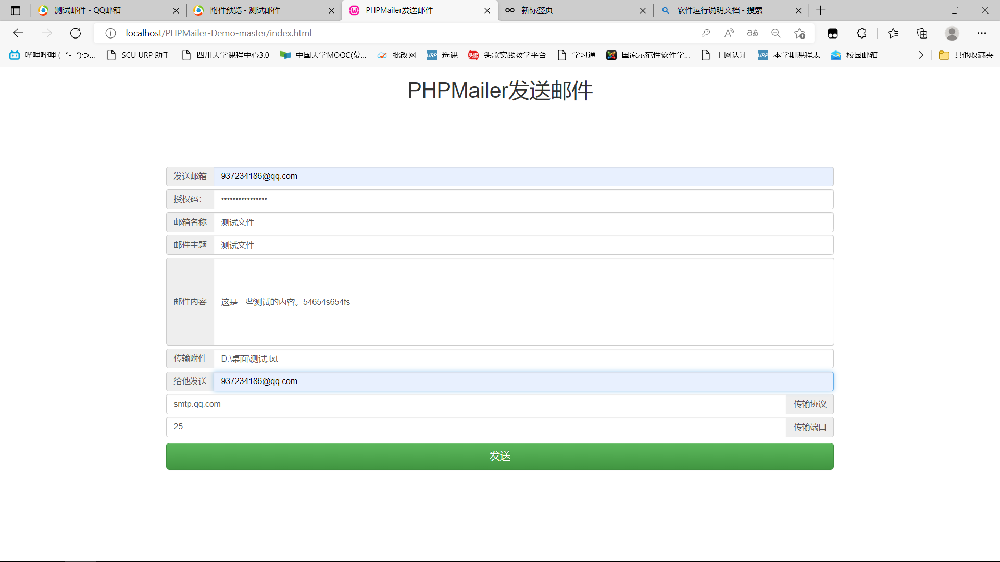 测试邮件 - QQ邮箱
附件预览 - 测试邮件
PHPMailer发送邮件
新标签页
软件运行说明文档 - 搜索
localhost/PHPMailer-Demo-master/index.html
哔哩哔哩 (゜-゜)つ...
SCU URP 助手
四川大学课程中心3.0
中国大学MOOC(慕...
批改网
URP 选课
头歌 头歌实践教学平台
学习通
国家示范性软件学...
上网认证
URP 本学期课程表
校园邮箱
其他收藏夹
PHPMailer发送邮件
发送邮箱 937234186@qq.com
授权码: ••••••••••••••••
邮箱名称 测试文件
邮件主题 测试文件
邮件内容 这是一些测试的内容。54654s654fs
传输附件 D:\桌面\测试.txt
给他发送 937234186@qq.com
smtp.qq.com 传输协议
25 传输端口
发送